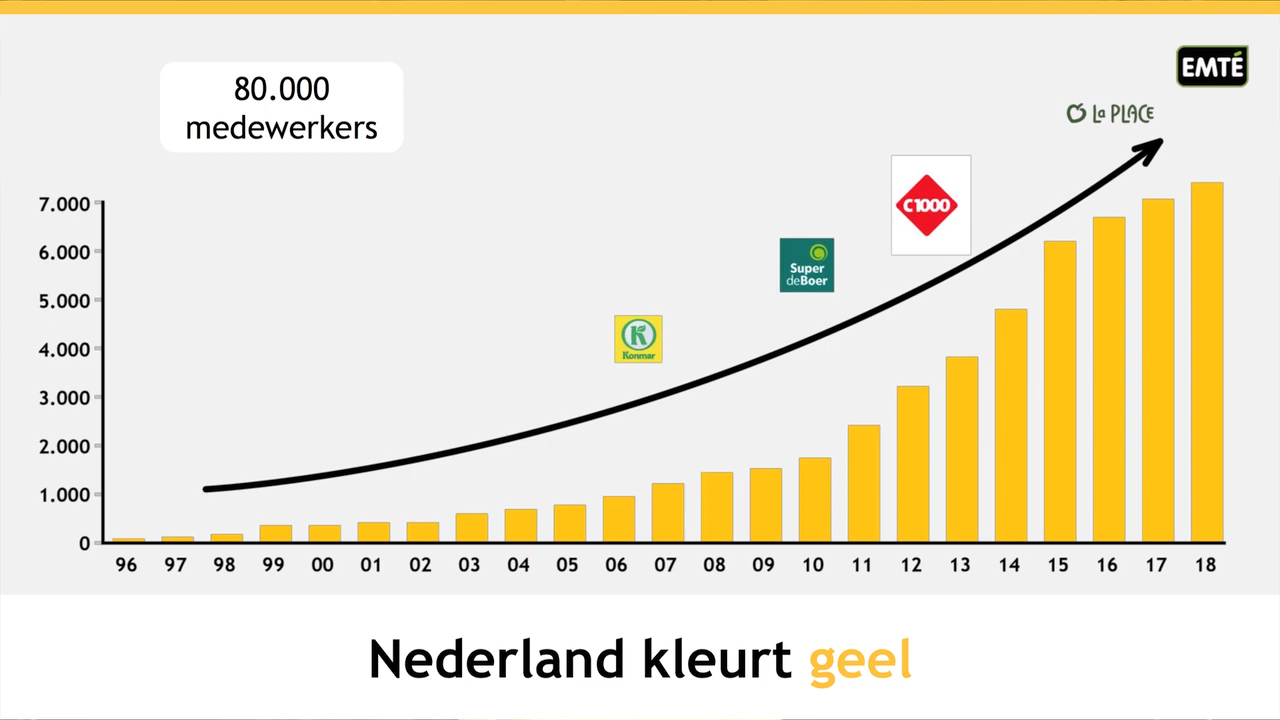 80.000
medewerkers
EMTÉ
La PLACE
C1000
Super
deBoer
K
Konmar
7.000
6.000
5.000
4.000
3.000
2.000
1.000
0
96 97 98 99 00 01 02 03 04 05 06 07 08 09 10 11 12 13 14 15 16 17 18
Nederland kleurt geel